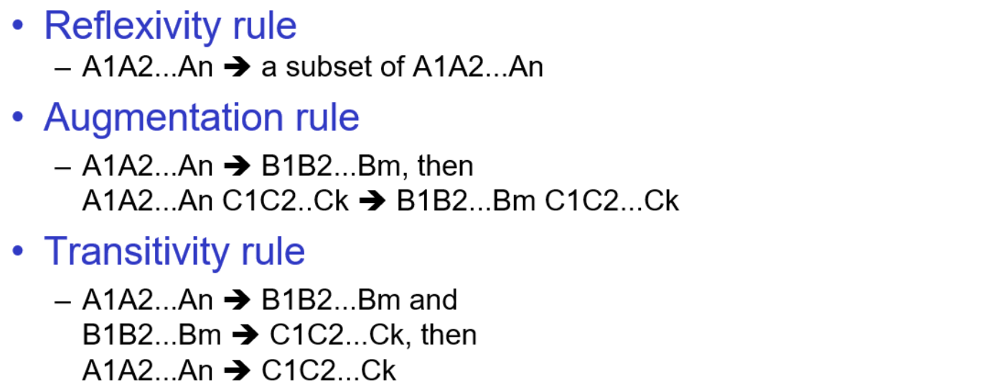 • Reflexivity rule
– A1A2...An ➔ a subset of A1A2...An
• Augmentation rule
– A1A2...An ➔ B1B2...Bm, then
A1A2...An C1C2..Ck ➔ B1B2...Bm C1C2...Ck
• Transitivity rule
– A1A2...An ➔ B1B2...Bm and
B1B2...Bm ➔ C1C2...Ck, then
A1A2...An ➔ C1C2...Ck